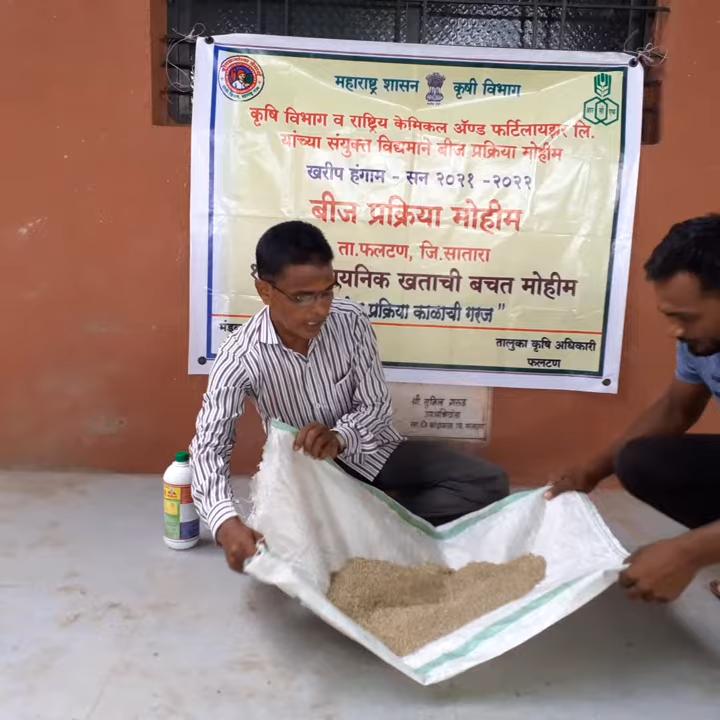 महाराष्ट्र शासन कृषी विभाग
कृषि विभाग व राष्ट्रिय केमिकल ॲण्ड फर्टिलायझर लि.
यांच्या संयुक्त विद्यमाने बीज प्रक्रिया मोहीम
खरीप हंगाम - सन २०२१ -२०२२
बीज प्रक्रिया मोहीम
ता.फलटण, जि.सातारा
यनिक खताची बचत मोहीम
प्रक्रिया काळाची गरज"
तालुका कृषि अधिकारी
फलटण
श्री सुनिल गरुड